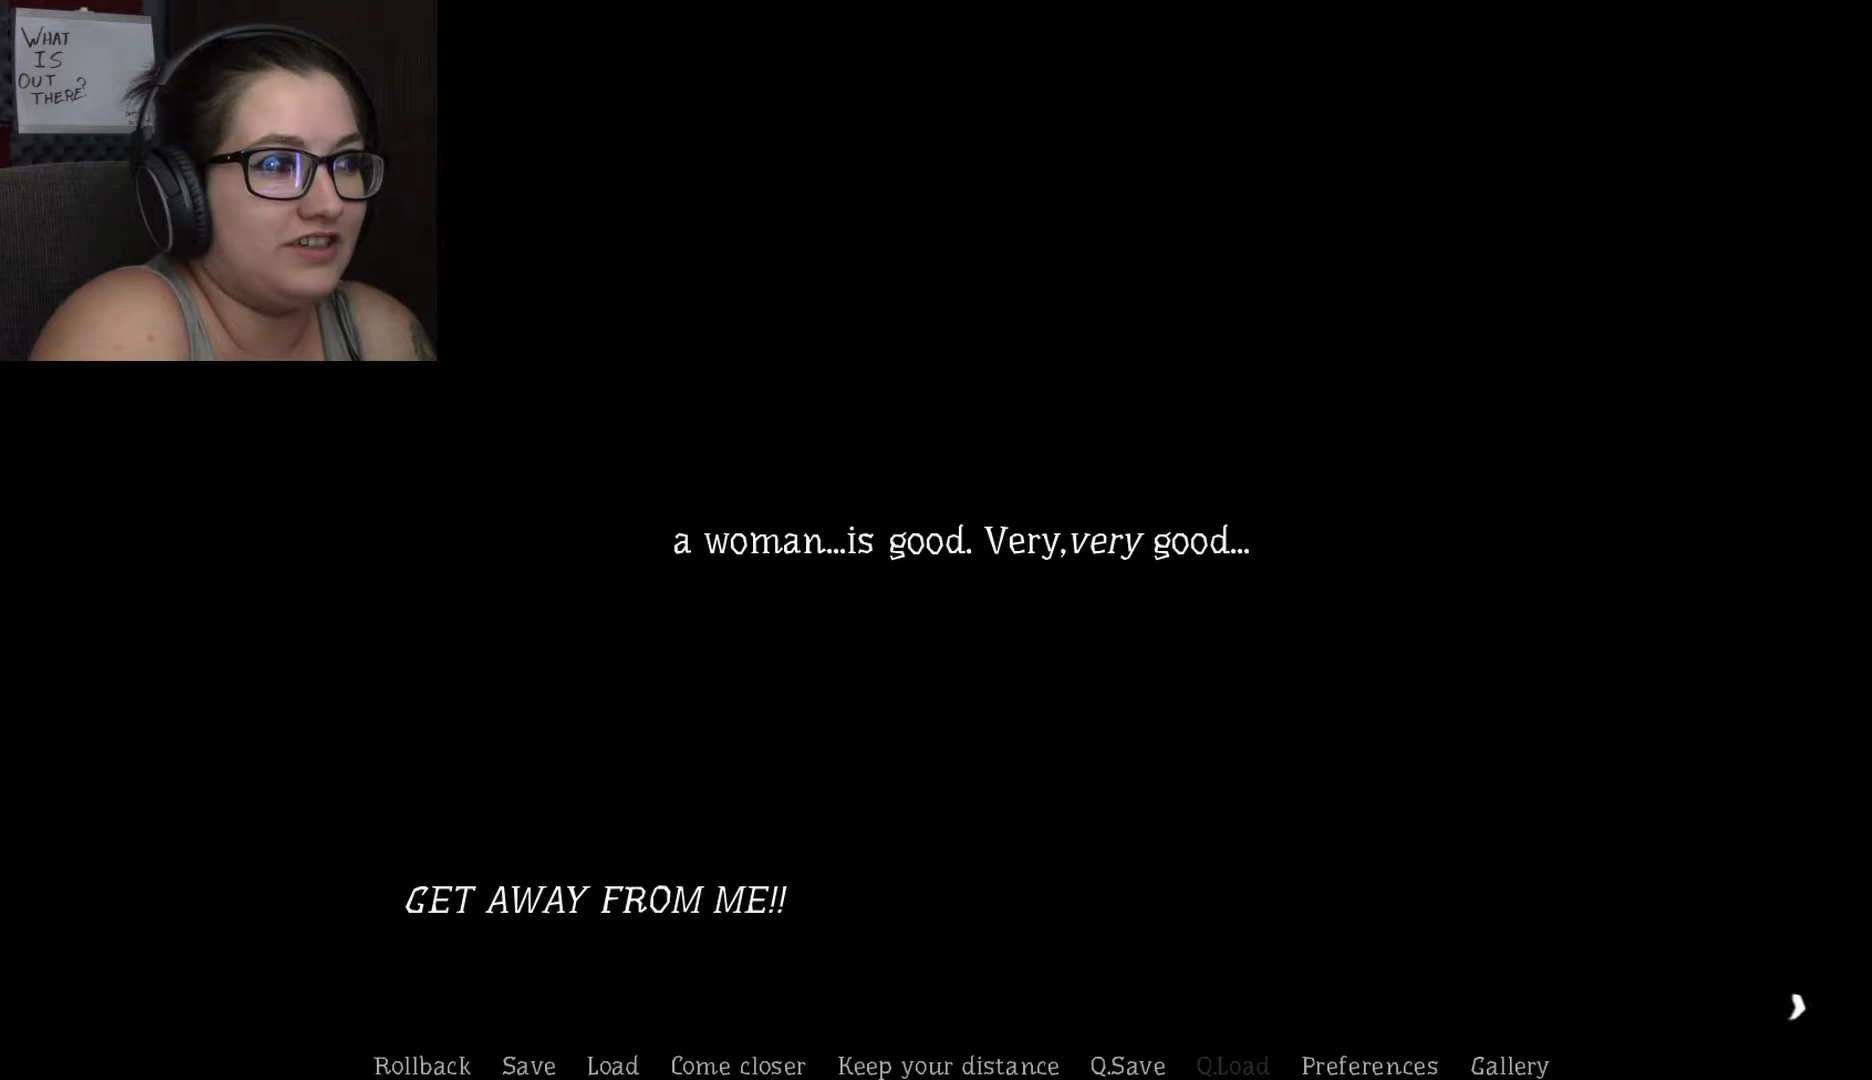 WHAT
IS
OUT
THERE?
a woman...is good. Very,very good...
GET AWAY FROM ME!!
Rollback Save Load Come closer Keep your distance Q.Save Q.Load Preferences Gallery